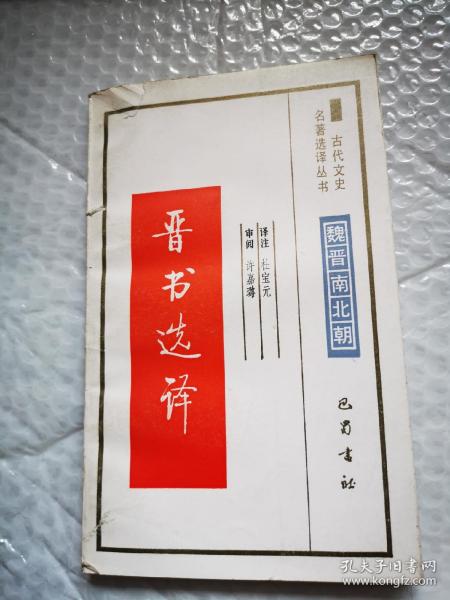 古代文史
名著选译丛书
魏晋南北朝
巴蜀书社
译注 杜宝元
审阅 许嘉璐
晋书选译
孔夫子旧书网
www.kongfz.com